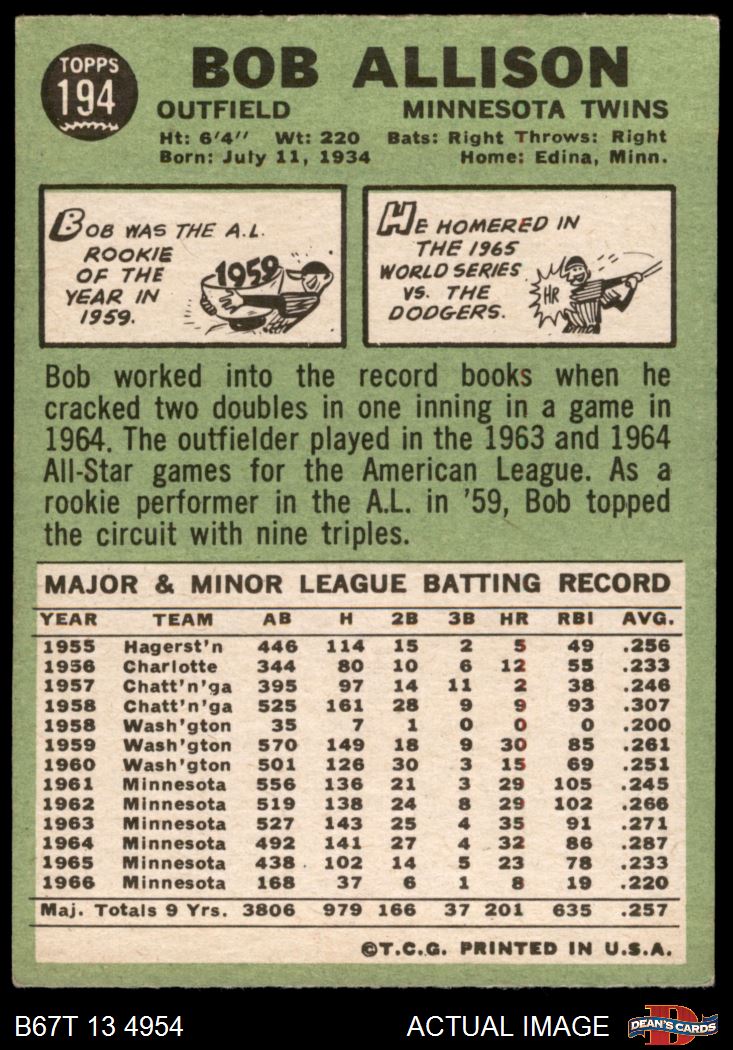 TOPPS
194
BOB ALLISON
OUTFIELD MINNESOTA TWINS
Ht: 6'4" Wt: 220 Bats: Right Throws: Right
Born: July 11, 1934 Home: Edina, Minn.
BOB WAS THE A.L.
ROOKIE
OF THE
YEAR IN
1959.
1959
HE HOMERED IN
THE 1965
WORLD SERIES
VS. THE
DODGERS.
HR
Bob worked into the record books when he
cracked two doubles in one inning in a game in
1964. The outfielder played in the 1963 and 1964
All-Star games for the American League. As a
rookie performer in the A.L. in '59, Bob topped
the circuit with nine triples.
MAJOR & MINOR LEAGUE BATTING RECORD
YEAR TEAM AB H 2B 3B HR RBI AVG.
1955 Hagerst'n 446 114 15 2 5 49 .256
1956 Charlotte 344 80 10 6 12 55 .233
1957 Chatt'n'ga 395 97 14 11 2 38 .246
1958 Chatt'n'ga 525 161 28 9 9 93 .307
1958 Wash'gton 35 7 1 0 0 0 .200
1959 Wash'gton 570 149 18 9 30 85 .261
1960 Wash'gton 501 126 30 3 15 69 .251
1961 Minnesota 556 136 21 3 29 105 .245
1962 Minnesota 519 138 24 8 29 102 .266
1963 Minnesota 527 143 25 4 35 91 .271
1964 Minnesota 492 141 27 4 32 86 .287
1965 Minnesota 438 102 14 5 23 78 .233
1966 Minnesota 168 37 6 1 8 19 .220
Maj. Totals 9 Yrs. 3806 979 166 37 201 635 .257
©T.C.G. PRINTED IN U.S.A.
B67T 13 4954 ACTUAL IMAGE DEAN'S CARDS